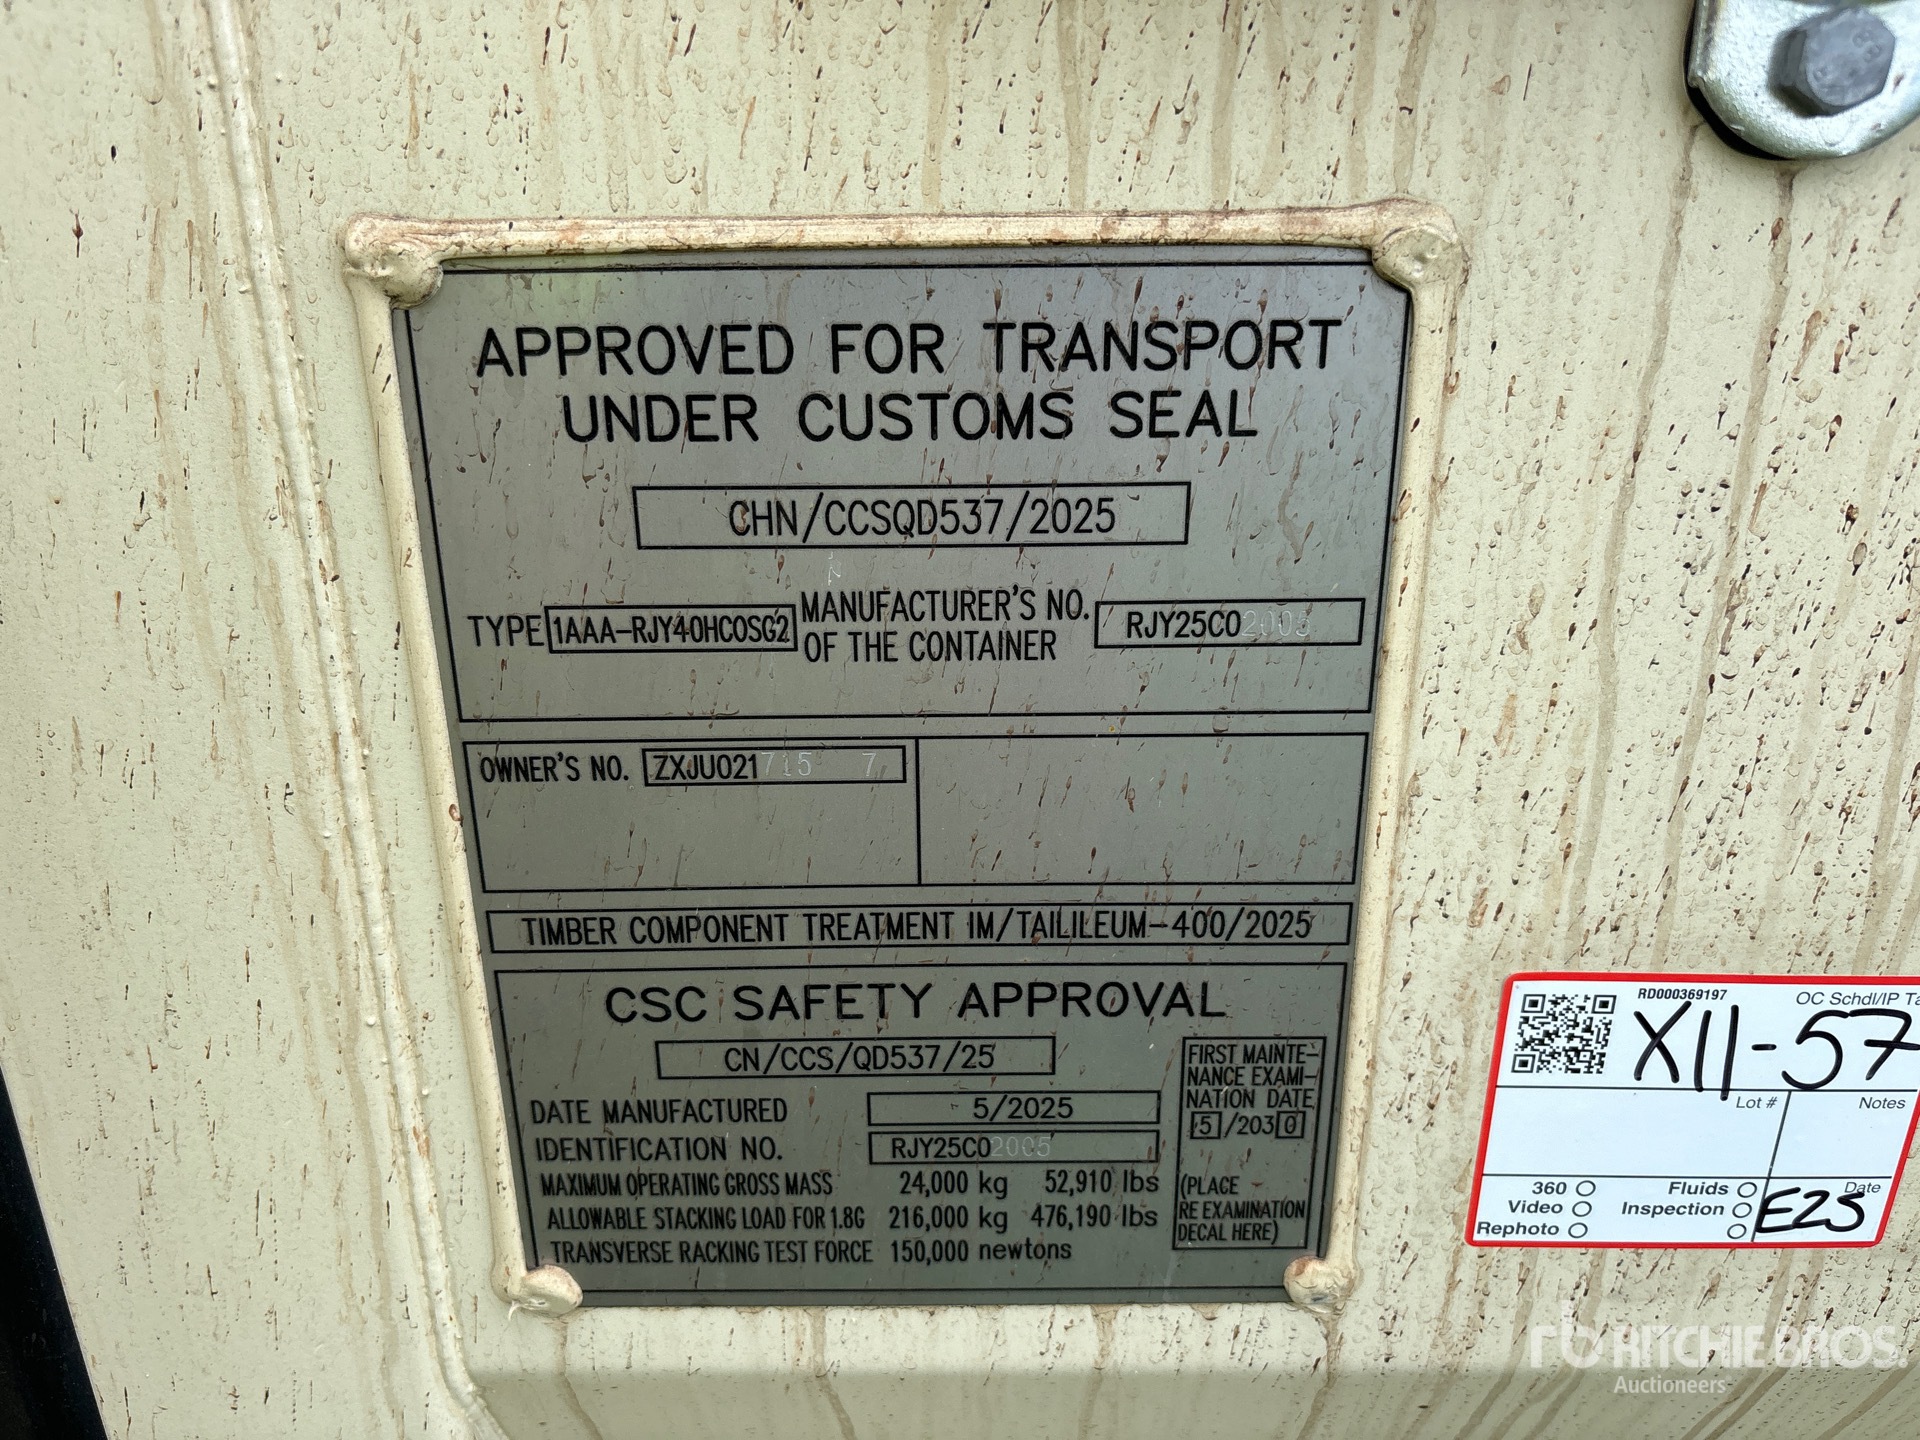 APPROVED FOR TRANSPORT
UNDER CUSTOMS SEAL
CHN/CCSQD537/2025
TYPE 1AAA-RJY40HCOSG2 MANUFACTURER'S NO. OF THE CONTAINER RJY25C02005
OWNER'S NO. ZXJU021715 7
TIMBER COMPONENT TREATMENT IM/TAILILEUM-400/2025
CSC SAFETY APPROVAL
CN/CCS/QD537/25
DATE MANUFACTURED 5/2025
IDENTIFICATION NO. RJY25C02005
MAXIMUM OPERATING GROSS MASS 24,000 kg 52,910 lbs
ALLOWABLE STACKING LOAD FOR 1.8G 216,000 kg 476,190 lbs
TRANSVERSE RACKING TEST FORCE 150,000 newtons
FIRST MAINTE-
NANCE EXAMI-
NATION DATE
5/2030
(PLACE
RE EXAMINATION
DECAL HERE)
RD000369197 OC Schdl/IP Ta
X11-57
Lot # Notes
360 Fluids Date
Video Inspection E25
Rephoto
rb RITCHIE BROS.
Auctioneers